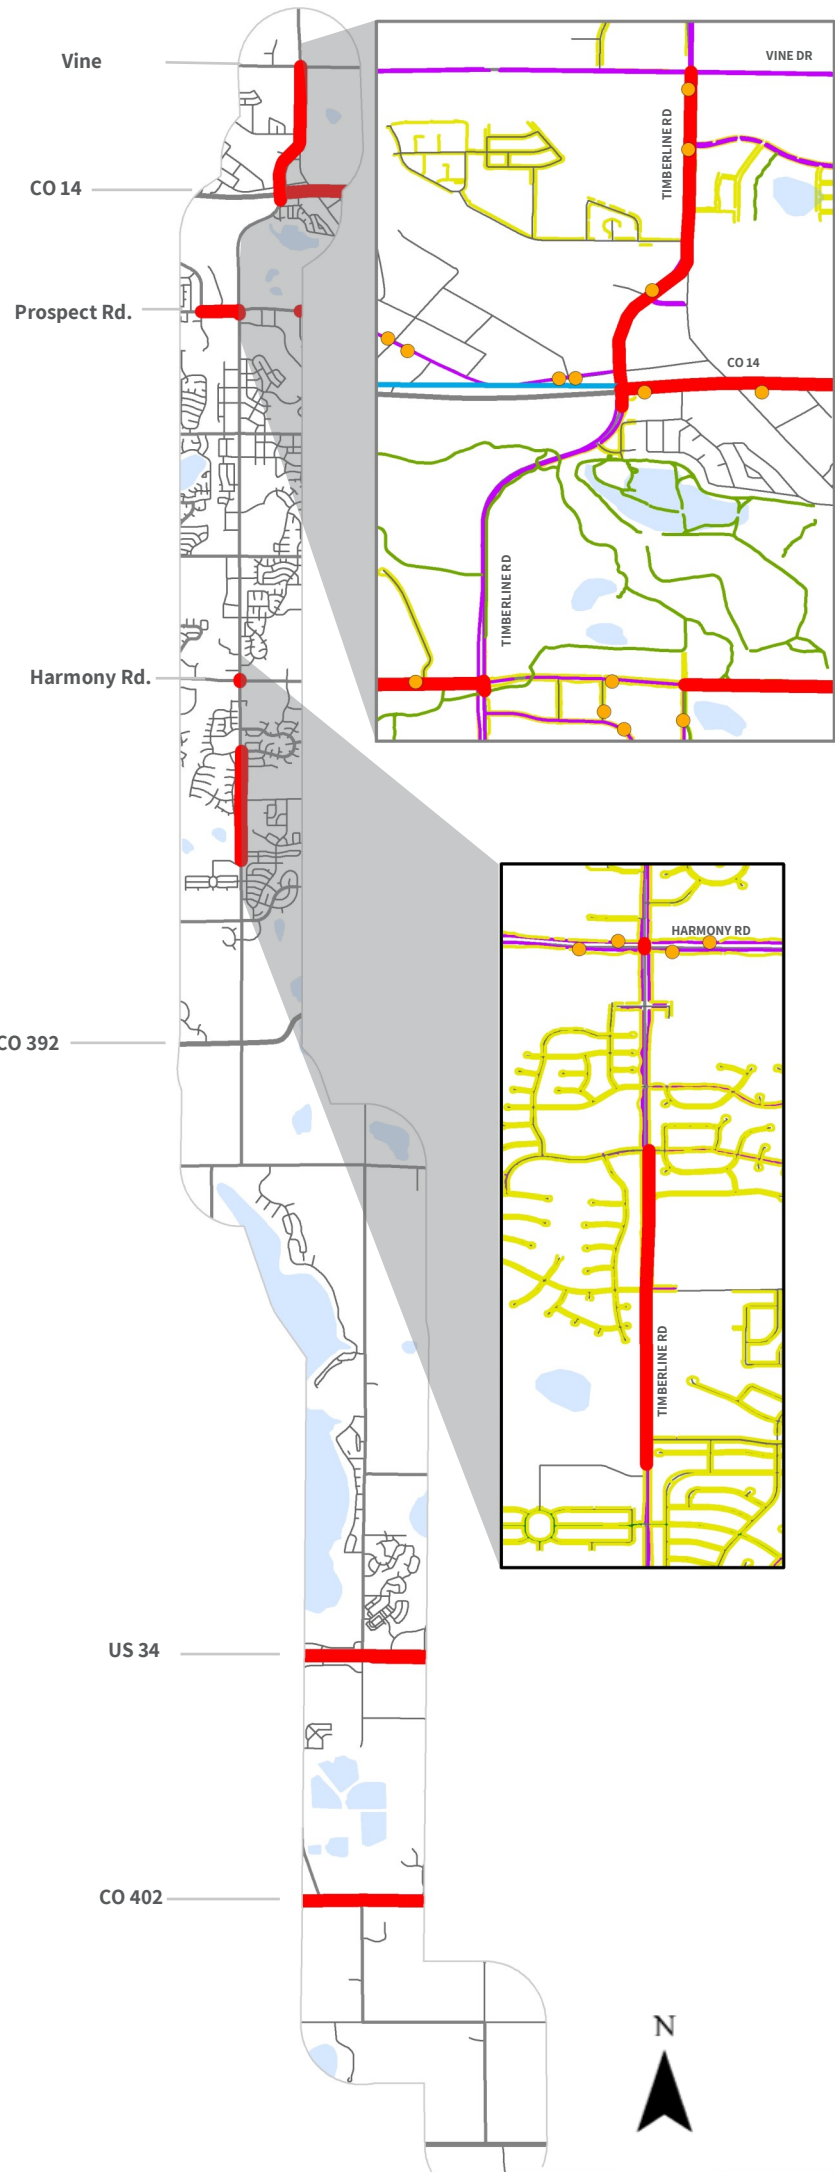 Vine
CO 14
Prospect Rd.
Harmony Rd.
CO 392
US 34
CO 402
VINE DR
TIMBERLINE RD
CO 14
TIMBERLINE RD
HARMONY RD
TIMBERLINE RD
N